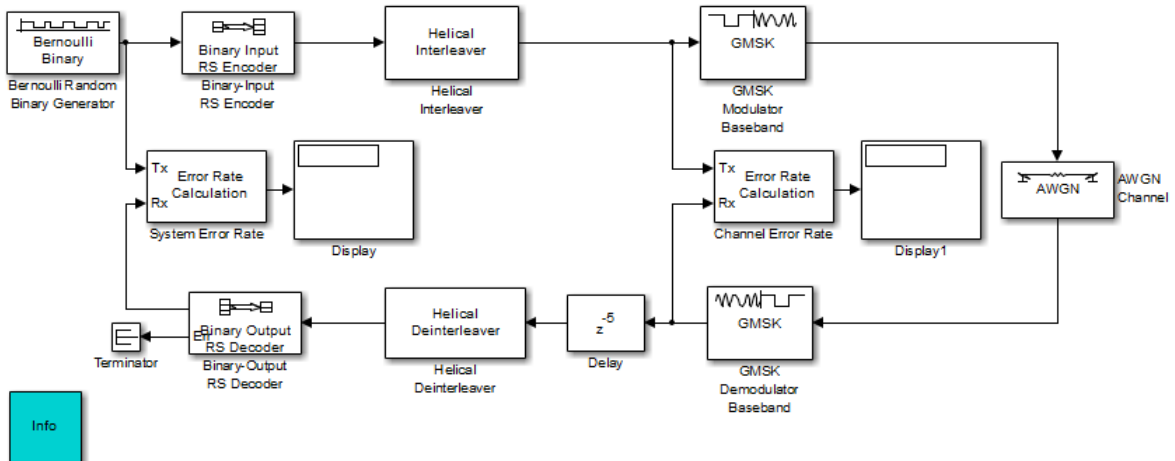 Bernoulli
Binary
Bernoulli Random
Binary Generator
Binary Input
RS Encoder
Binary-Input
RS Encoder
Helical
Interleaver
Helical
Interleaver
GMSK
GMSK
Modulator
Baseband
Tx
Rx
Error Rate
Calculation
System Error Rate
Display
Tx
Rx
Error Rate
Calculation
Channel Error Rate
Display1
AWGN
AWGN
Channel
Terminator
Err
Binary Output
RS Decoder
Binary-Output
RS Decoder
Helical
Deinterleaver
Helical
Deinterleaver
z-5
Delay
GMSK
GMSK
Demodulator
Baseband
Info